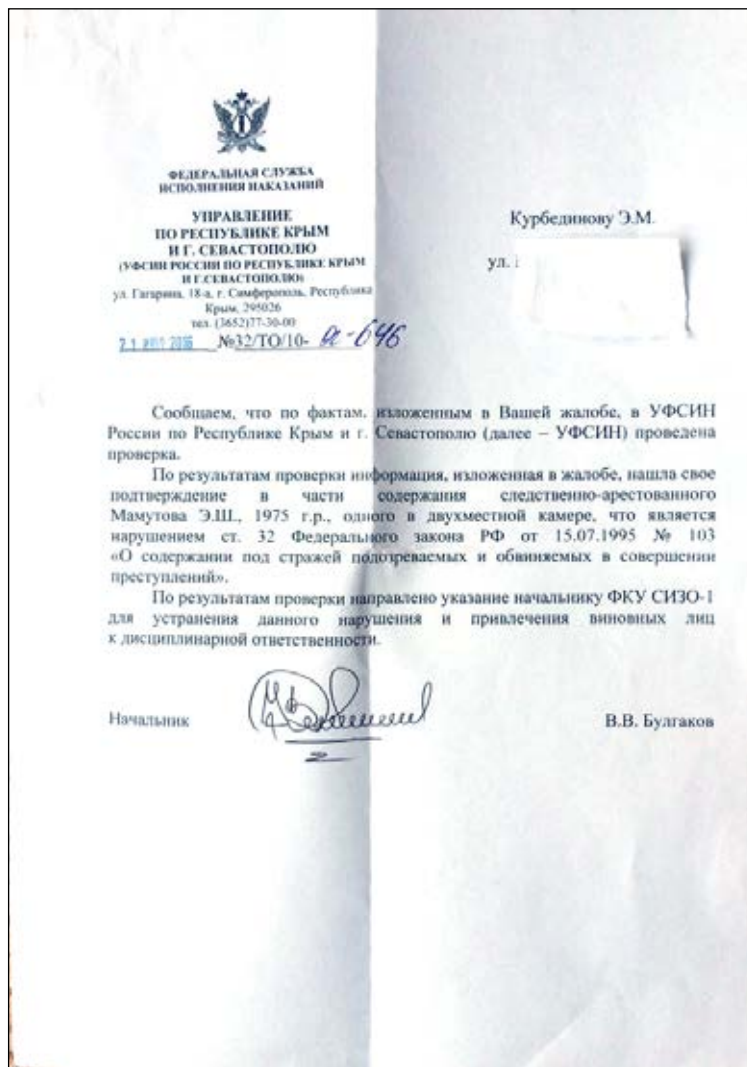 ФЕДЕРАЛЬНАЯ СЛУЖБА
ИСПОЛНЕНИЯ НАКАЗАНИЙ
УПРАВЛЕНИЕ
ПО РЕСПУБЛИКЕ КРЫМ
И Г. СЕВАСТОПОЛЮ
(УФСИН РОССИИ ПО РЕСПУБЛИКЕ КРЫМ
И Г.СЕВАСТОПОЛЮ)
ул. Гагарина, 18-а, г. Симферополь, Республика
Крым, 295026
тел. (3652)77-30-00
21 2016 №32/ТО/10-
Курбединову Э.М.
ул.
Сообщаем, что по фактам, изложенным в Вашей жалобе, в УФСИН
России по Республике Крым и г. Севастополю (далее – УФСИН) проведена
проверка.
По результатам проверки информация, изложенная в жалобе, нашла свое
подтверждение в части содержания следственно-арестованного
Мамутова Э.Ш., 1975 г.р., одного в двухместной камере, что является
нарушением ст. 32 Федерального закона РФ от 15.07.1995 № 103
«О содержании под стражей подозреваемых и обвиняемых в совершении
преступлений».
По результатам проверки направлено указание начальнику ФКУ СИЗО-1
для устранения данного нарушения и привлечения виновных лиц
к дисциплинарной ответственности.
Начальник
В.В. Булгаков